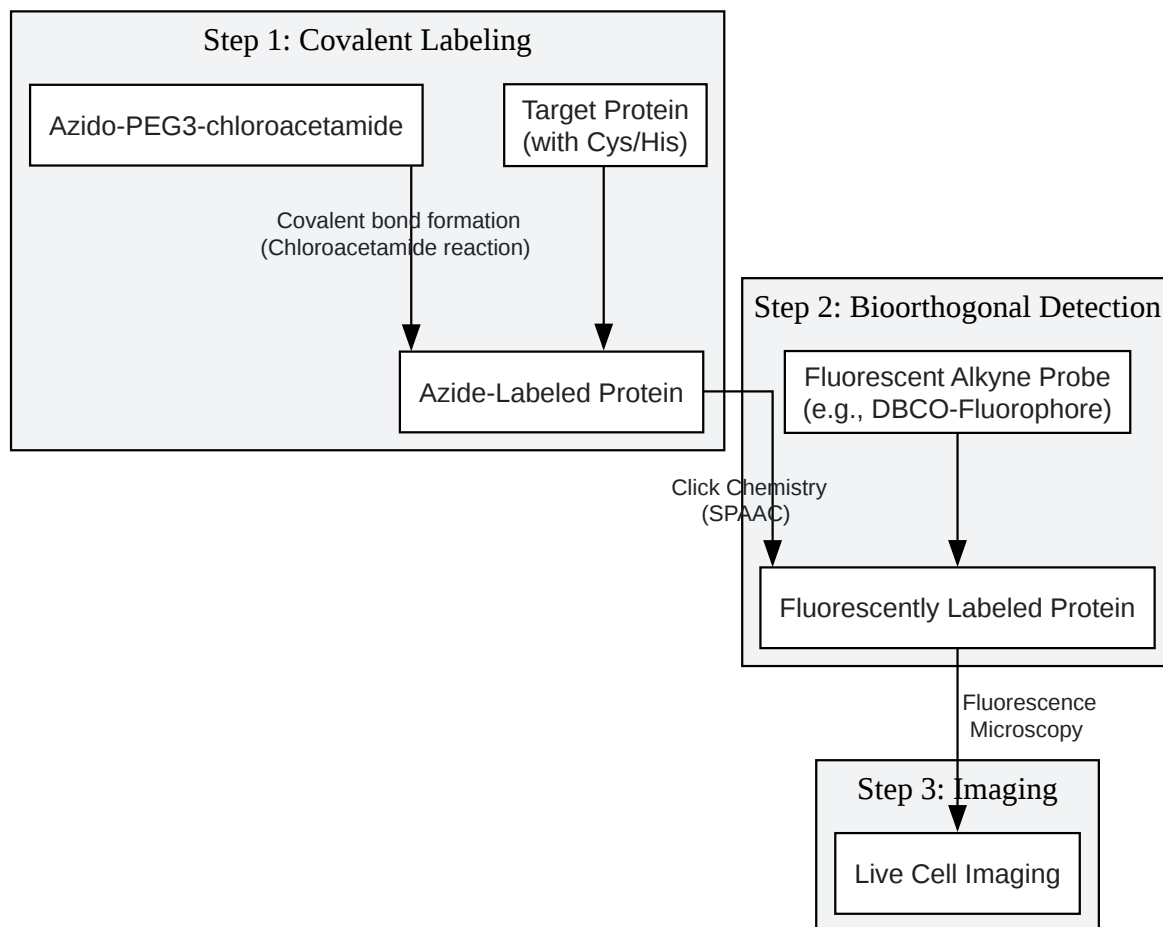 Step 1: Covalent Labeling
Azido-PEG3-chloroacetamide
Target Protein
(with Cys/His)
Covalent bond formation
(Chloroacetamide reaction)
Azide-Labeled Protein
Step 2: Bioorthogonal Detection
Fluorescent Alkyne Probe
(e.g., DBCO-Fluorophore)
Click Chemistry
(SPAAC)
Fluorescently Labeled Protein
Fluorescence
Microscopy
Step 3: Imaging
Live Cell Imaging